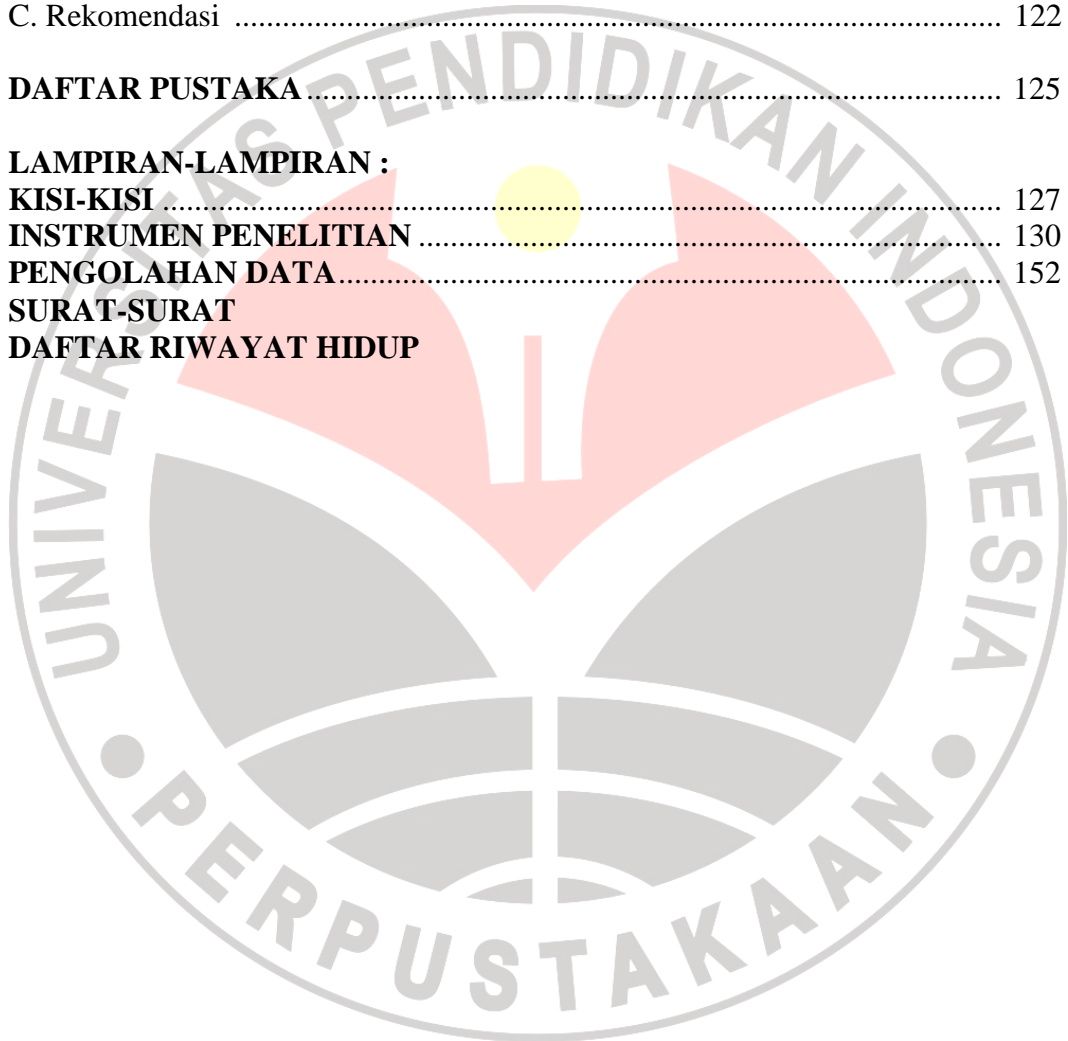 C. Rekomendasi ........................................................................................... 122
DAFTAR PUSTAKA ................................................................................... 125
LAMPIRAN-LAMPIRAN :
KISI-KISI .................................................................................................... 127
INSTRUMEN PENELITIAN ..................................................................... 130
PENGOLAHAN DATA ............................................................................... 152
SURAT-SURAT
DAFTAR RIWAYAT HIDUP
UNIVERSITAS PENDIDIKAN INDONESIA
PERPUSTAKAAN